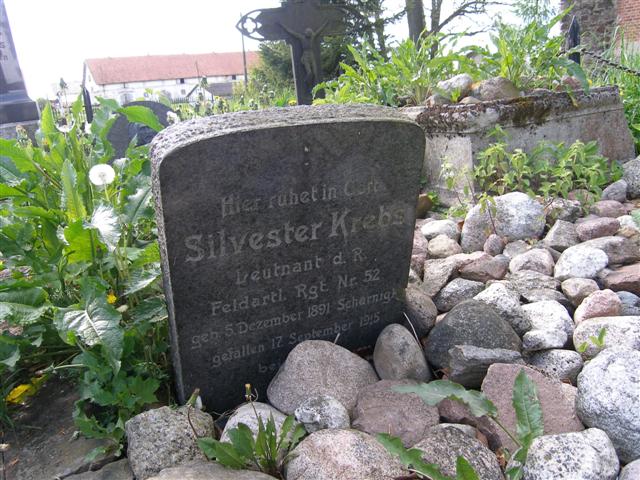 Hier ruhet in Gott
Silvester Krebs
Leutnant d. R.
Feldartl. Rgt. Nr. 52
geb. 5. Dezember 1891 Scharnigk
gefallen 17. September 1915